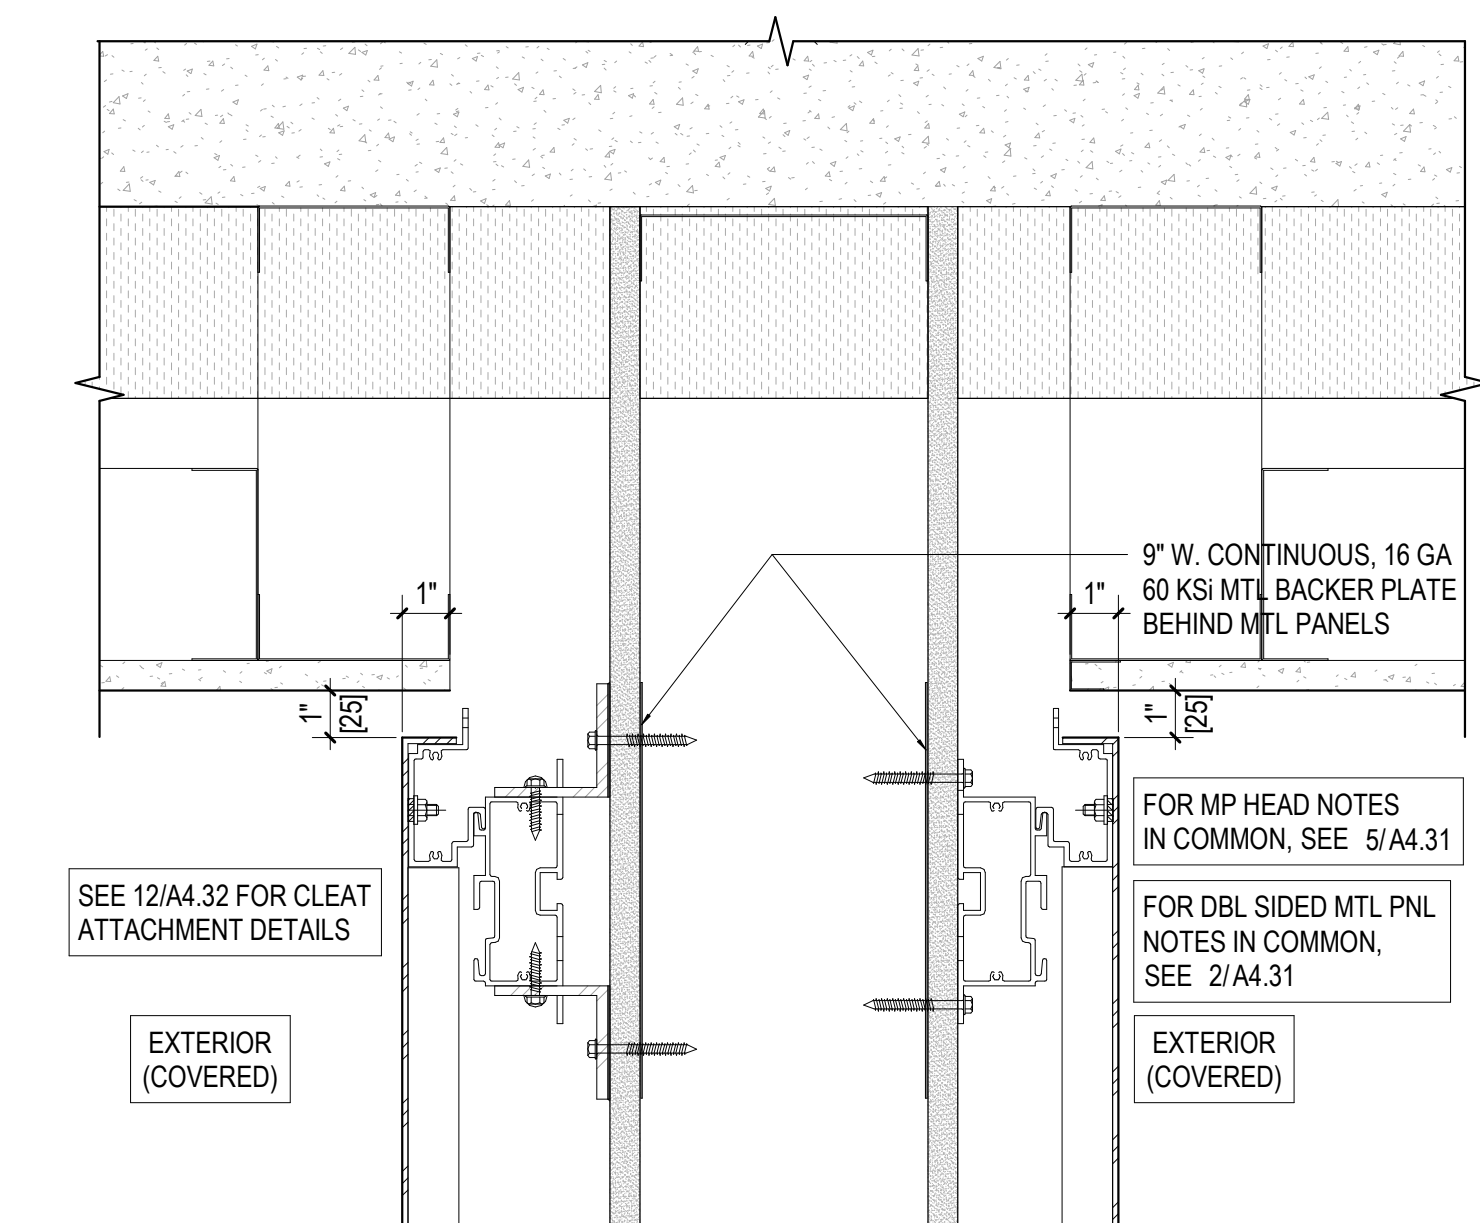 9" W. CONTINUOUS, 16 GA
60 KSi MTL BACKER PLATE
BEHIND MTL PANELS
1"
1"
1"
[25]
1"
[25]
FOR MP HEAD NOTES
IN COMMON, SEE 5/A4.31
SEE 12/A4.32 FOR CLEAT
ATTACHMENT DETAILS
FOR DBL SIDED MTL PNL
NOTES IN COMMON,
SEE 2/A4.31
EXTERIOR
(COVERED)
EXTERIOR
(COVERED)